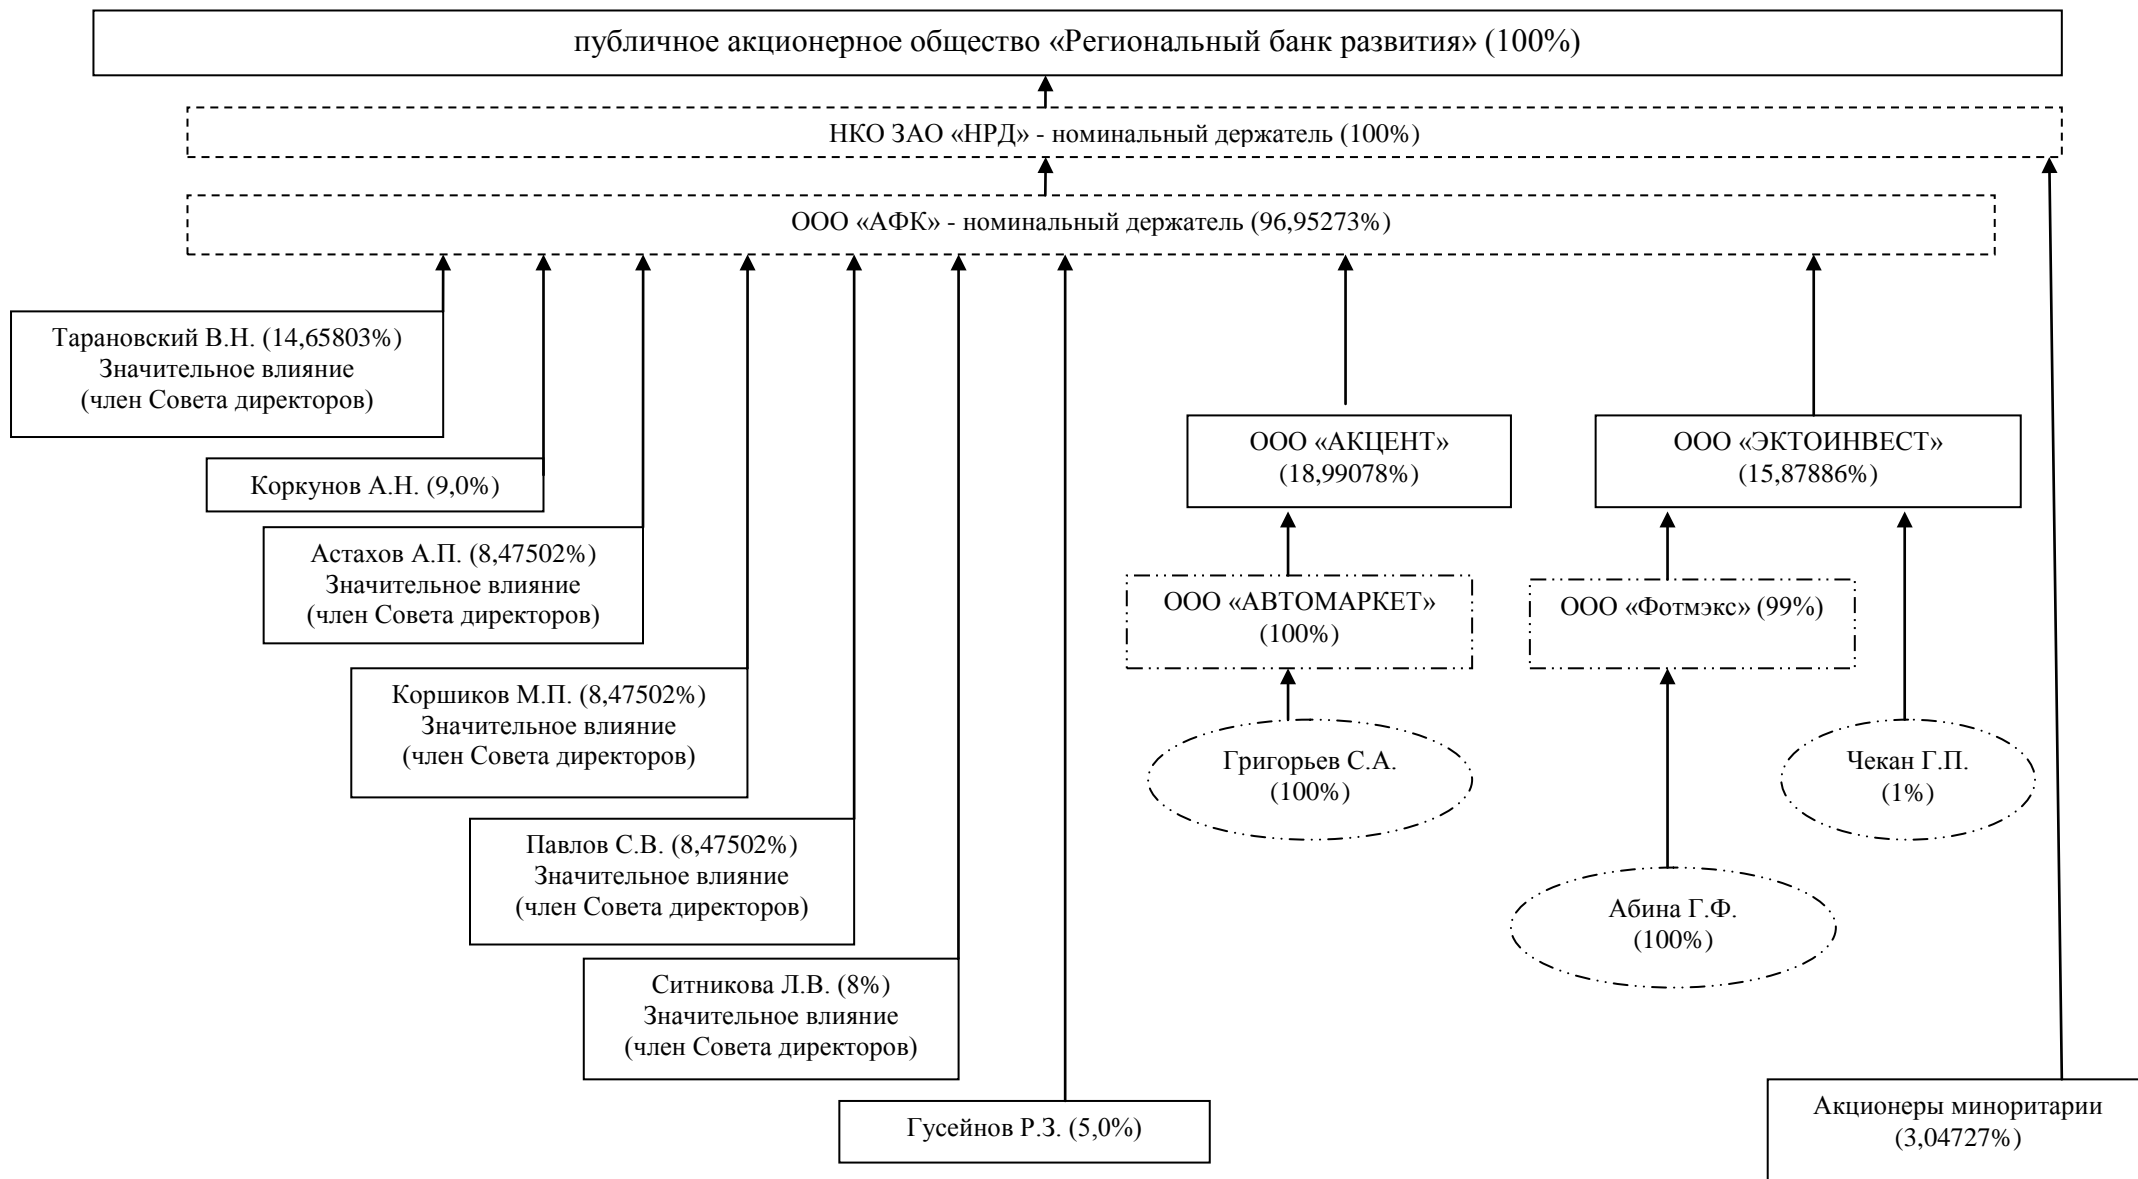 публичное акционерное общество «Региональный банк развития» (100%)
НКО ЗАО «НРД» - номинальный держатель (100%)
ООО «АФК» - номинальный держатель (96,95273%)
Тарановский В.Н. (14,65803%)
Значительное влияние
(член Совета директоров)
Коркунов А.Н. (9,0%)
Астахов А.П. (8,47502%)
Значительное влияние
(член Совета директоров)
Коршиков М.П. (8,47502%)
Значительное влияние
(член Совета директоров)
Павлов С.В. (8,47502%)
Значительное влияние
(член Совета директоров)
Ситникова Л.В. (8%)
Значительное влияние
(член Совета директоров)
Гусейнов Р.З. (5,0%)
ООО «АКЦЕНТ»
(18,99078%)
ООО «АВТОМАРКЕТ»
(100%)
Григорьев С.А.
(100%)
ООО «ЭКТОИНВЕСТ»
(15,87886%)
ООО «Фотмэкс» (99%)
Абина Г.Ф.
(100%)
Чекан Г.П.
(1%)
Акционеры миноритарии
(3,04727%)